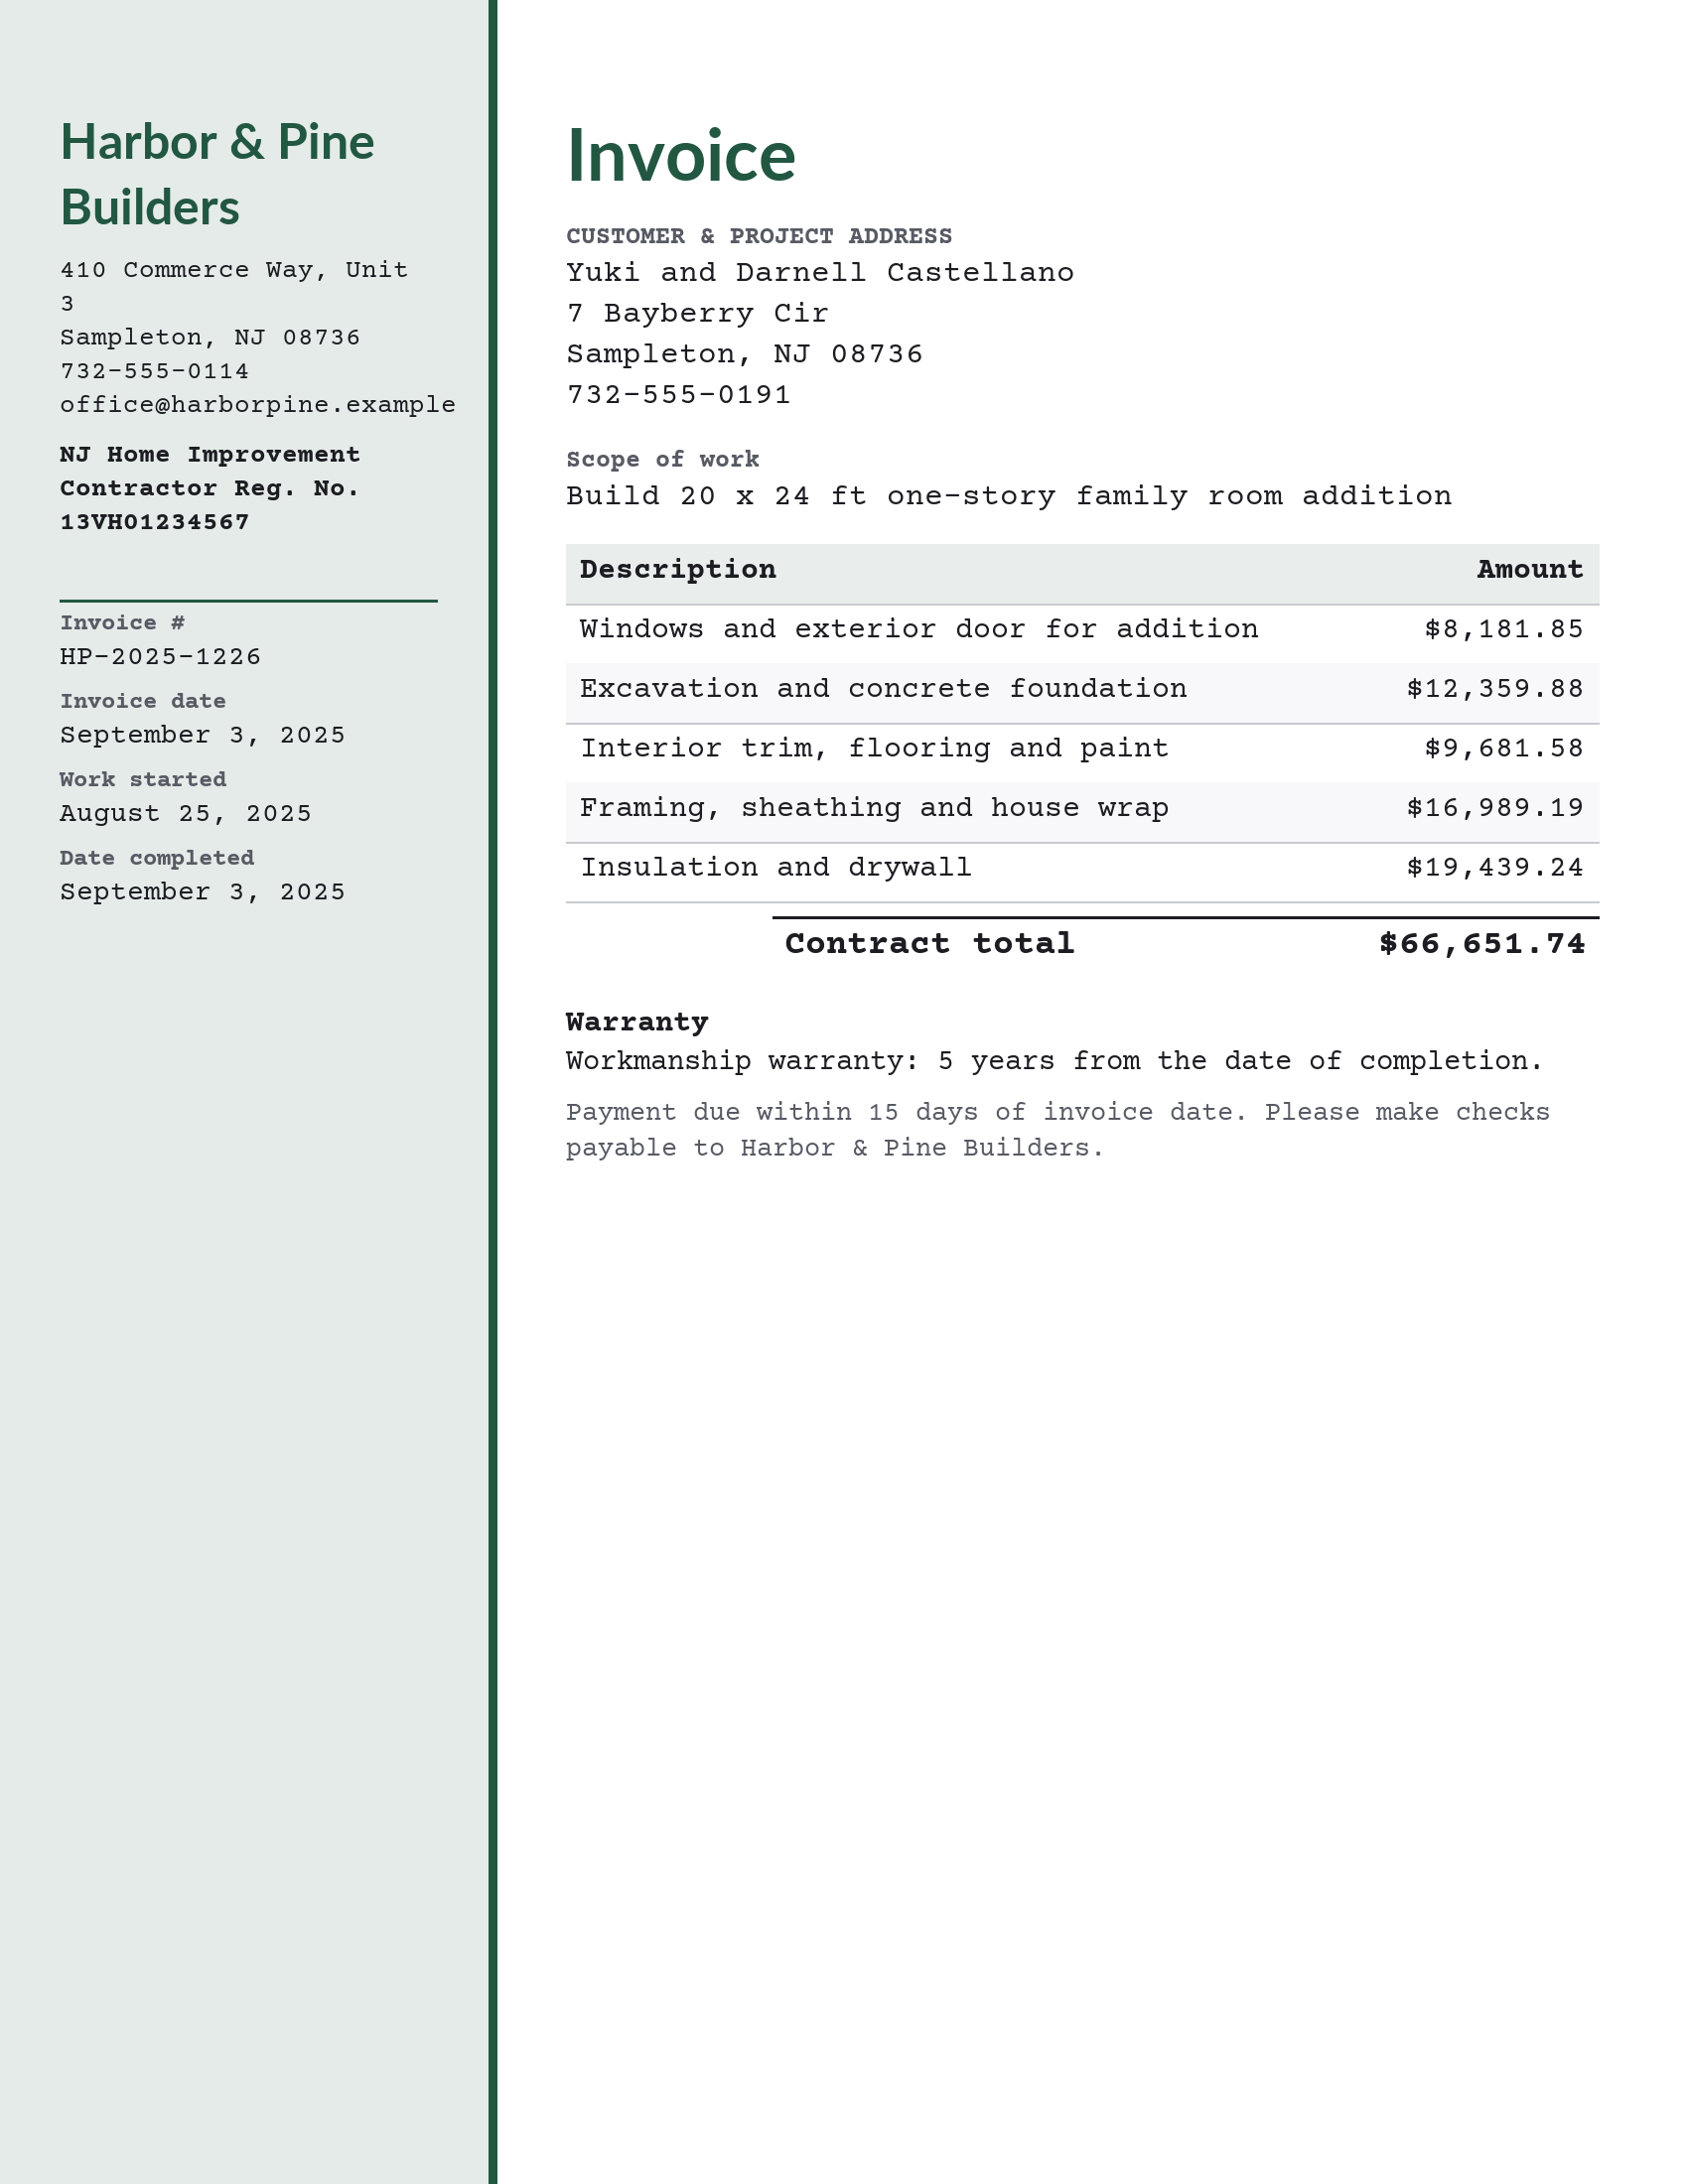 Harbor & Pine
Builders
410 Commerce Way, Unit
3
Sampleton, NJ 08736
732-555-0114
office@harborpine.example
NJ Home Improvement
Contractor Reg. No.
13VH01234567
Invoice #
HP-2025-1226
Invoice date
September 3, 2025
Work started
August 25, 2025
Date completed
September 3, 2025
Invoice
CUSTOMER & PROJECT ADDRESS
Yuki and Darnell Castellano
7 Bayberry Cir
Sampleton, NJ 08736
732-555-0191
Scope of work
Build 20 x 24 ft one-story family room addition
Description Amount
Windows and exterior door for addition $8,181.85
Excavation and concrete foundation $12,359.88
Interior trim, flooring and paint $9,681.58
Framing, sheathing and house wrap $16,989.19
Insulation and drywall $19,439.24
Contract total $66,651.74
Warranty
Workmanship warranty: 5 years from the date of completion.
Payment due within 15 days of invoice date. Please make checks
payable to Harbor & Pine Builders.